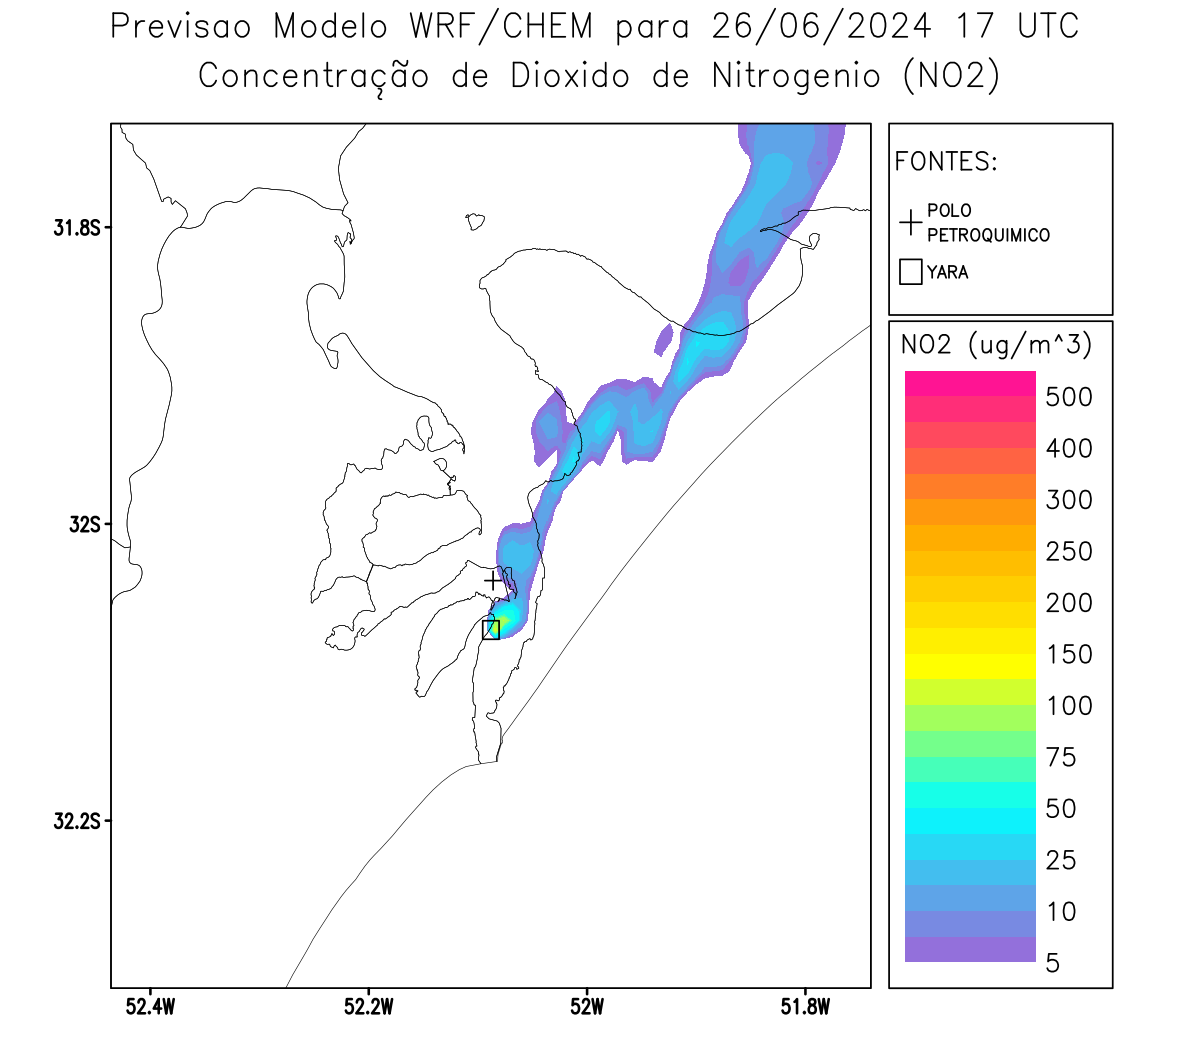 Previsao Modelo WRF/CHEM para 26/06/2024 17 UTC
Concentração de Dioxido de Nitrogenio (NO2)
FONTES:
POLO
PETROQUIMICO
YARA
31.8S
32S
32.2S
52.4W
52.2W
52W
51.8W
NO2 (ug/m^3)
500
400
300
250
200
150
100
75
50
25
10
5